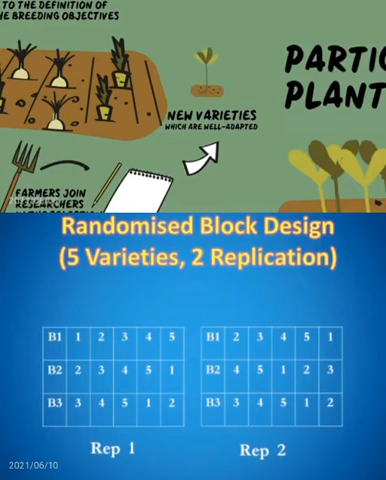 TO THE DEFINITION OF
HE BREEDING OBJECTIVES
PARTIC
PLANT
NEW VARIETIES
WHICH ARE WELL-ADAPTED
FARMERS JOIN
RESEARCHERS
Randomised Block Design
(5 Varieties, 2 Replication)
B1 1 2 3 4 5
B2 2 3 4 5 1
B3 3 4 5 1 2
Rep 1
B1 2 3 4 5 1
B2 4 5 1 2 3
B3 3 4 5 1 2
Rep 2
2021/06/10